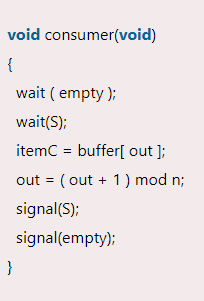 void consumer(void)
{
wait ( empty );
wait(S);
itemC = buffer[ out ];
out = ( out + 1 ) mod n;
signal(S);
signal(empty);
}